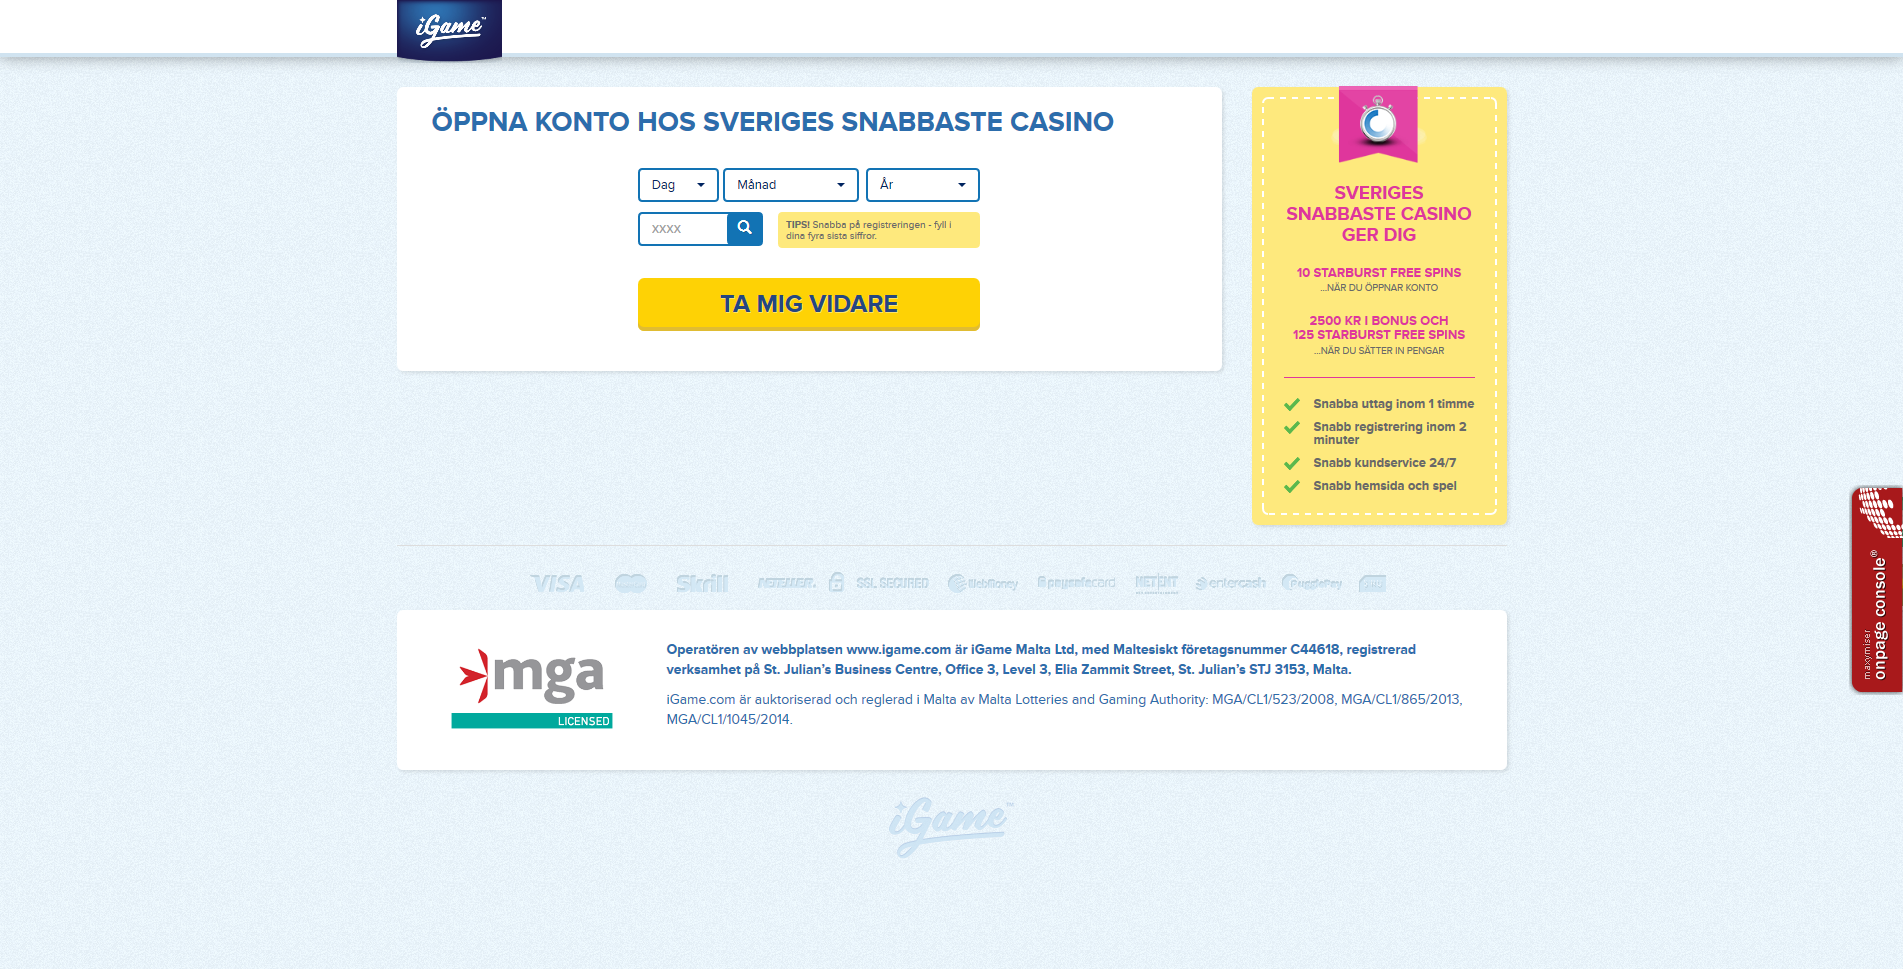 iGame™
ÖPPNA KONTO HOS SVERIGES SNABBASTE CASINO
Dag
Månad
År
XXXX
TIPS! Snabba på registreringen - fyll i
dina fyra sista siffror.
TA MIG VIDARE
SVERIGES
SNABBASTE CASINO
GER DIG
10 STARBURST FREE SPINS
...NÄR DU ÖPPNAR KONTO
2500 KR I BONUS OCH
125 STARBURST FREE SPINS
...NÄR DU SÄTTER IN PENGAR
Snabba uttag inom 1 timme
Snabb registrering inom 2
minuter
Snabb kundservice 24/7
Snabb hemsida och spel
maxymiser
onpage console®
VISA Skrill NETELLER. SSL SECURED WebMoney paysafecard NETENT entercash PugglePay
mga
LICENSED
Operatören av webbplatsen www.igame.com är iGame Malta Ltd, med Maltesiskt företagsnummer C44618, registrerad
verksamhet på St. Julian’s Business Centre, Office 3, Level 3, Elia Zammit Street, St. Julian’s STJ 3153, Malta.
iGame.com är auktoriserad och reglerad i Malta av Malta Lotteries and Gaming Authority: MGA/CL1/523/2008, MGA/CL1/865/2013,
MGA/CL1/1045/2014.
iGame™